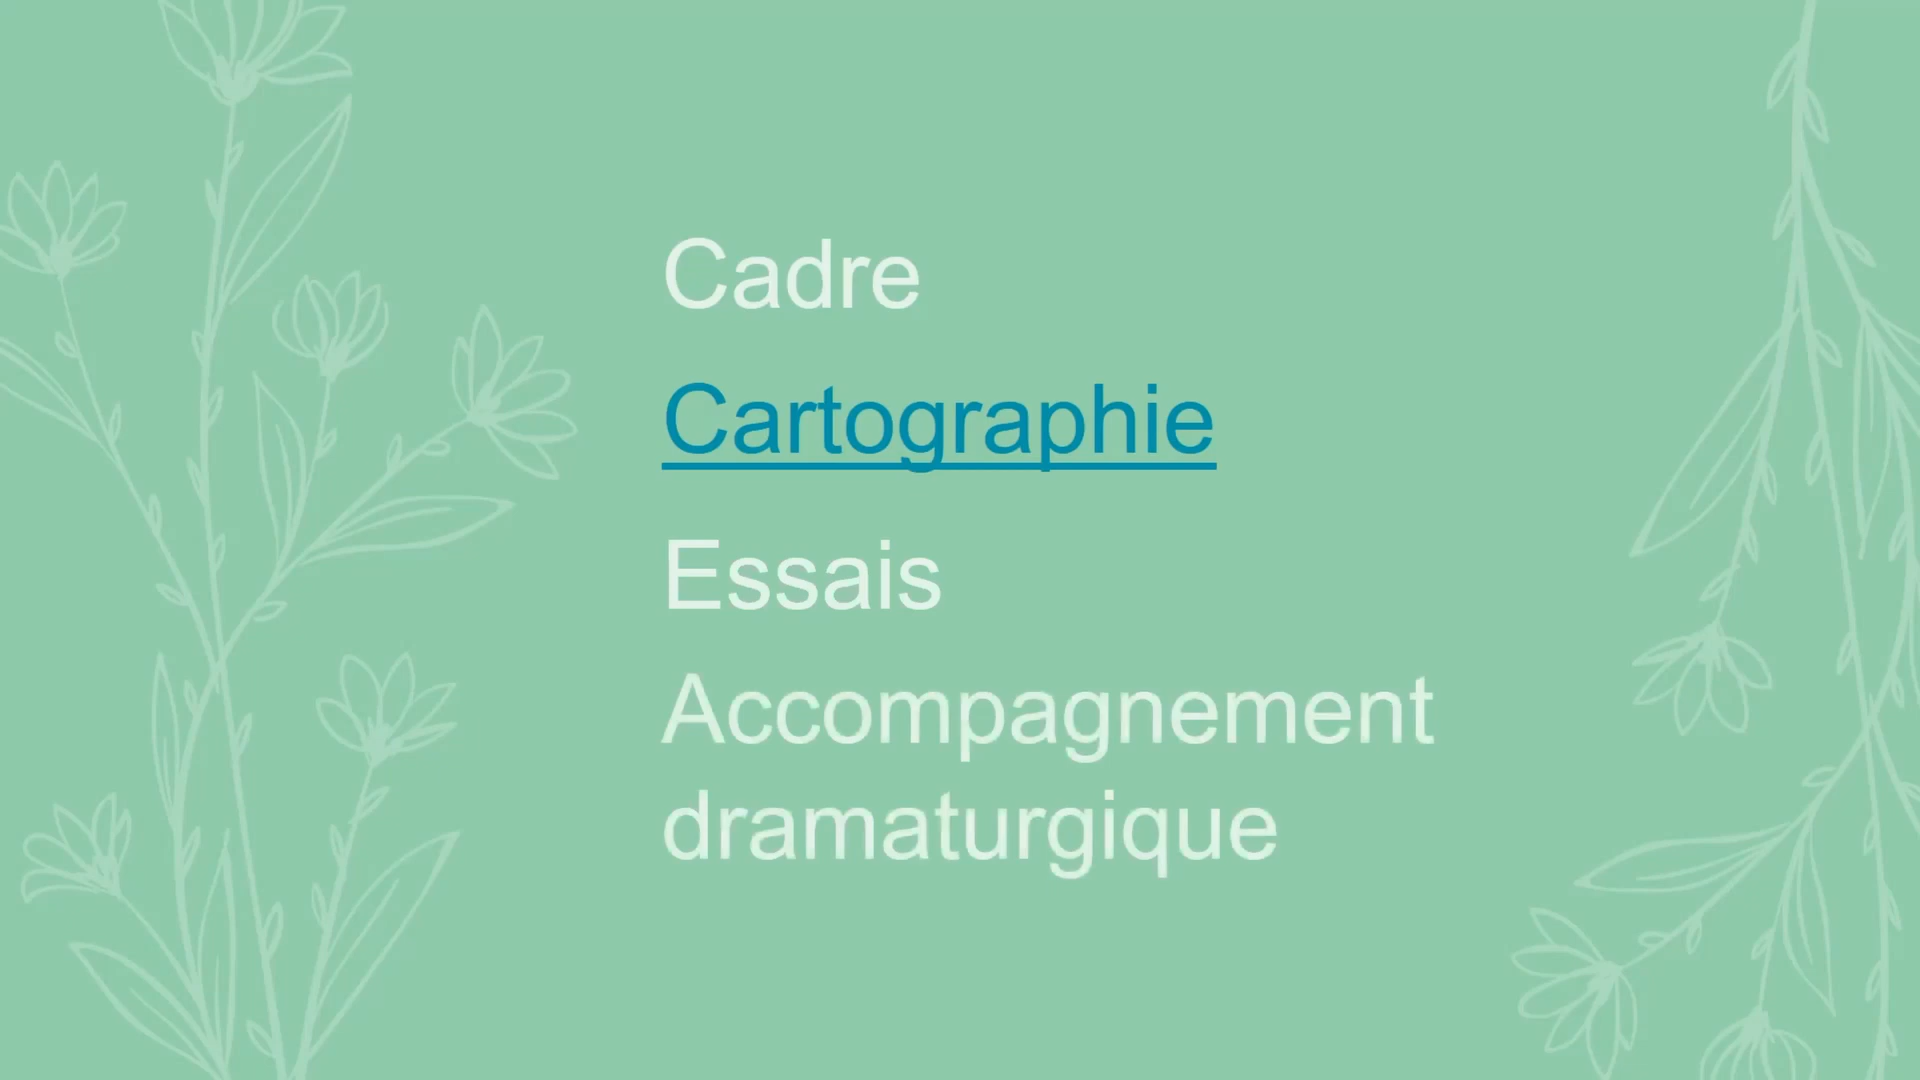 Cadre
Cartographie
Essais
Accompagnement
dramaturgique